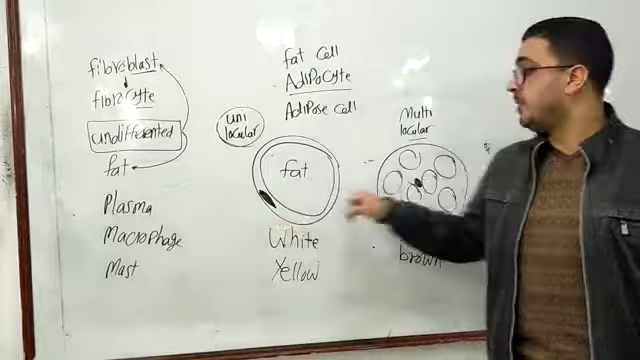 fibroblast
fibrocyte
undifferented
fat
Plasma
Macrophage
Mast
fat Cell
Adipocyte
Adipose cell
uni
locular
fat
White
Yellow
Multi
locular
brown